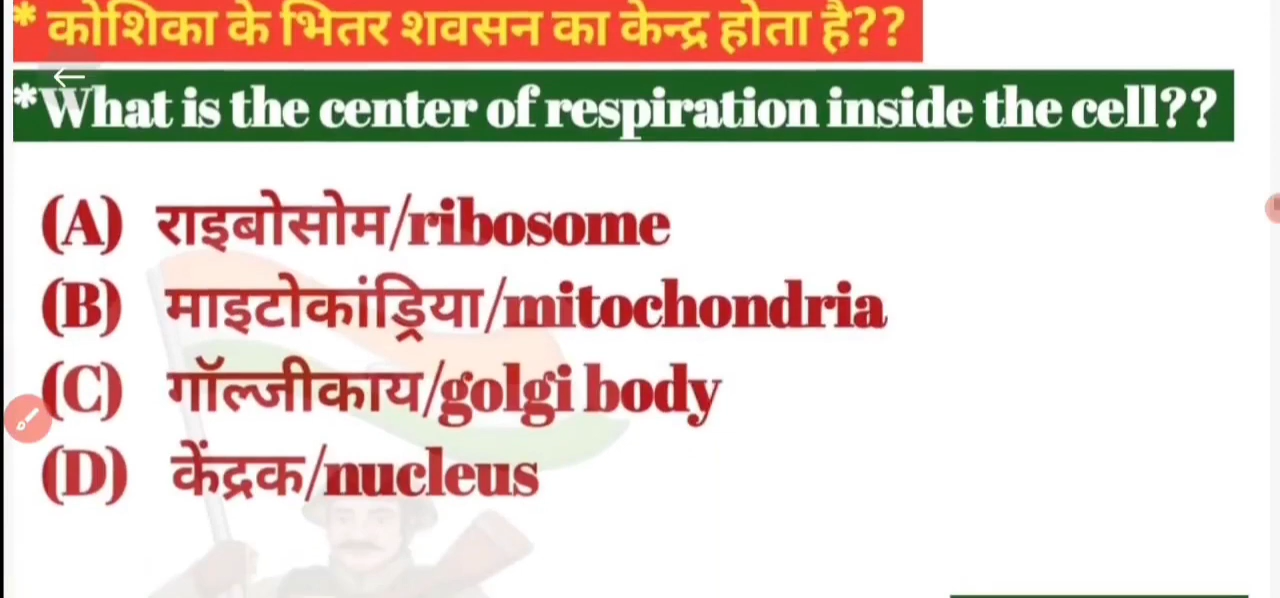 * कोशिका के भितर शवसन का केन्द्र होता है??
*What is the center of respiration inside the cell??
(A) राइबोसोम/ribosome
(B) माइटोकांड्रिया/mitochondria
(C) गॉल्जीकाय/golgi body
(D) केंद्रक/nucleus